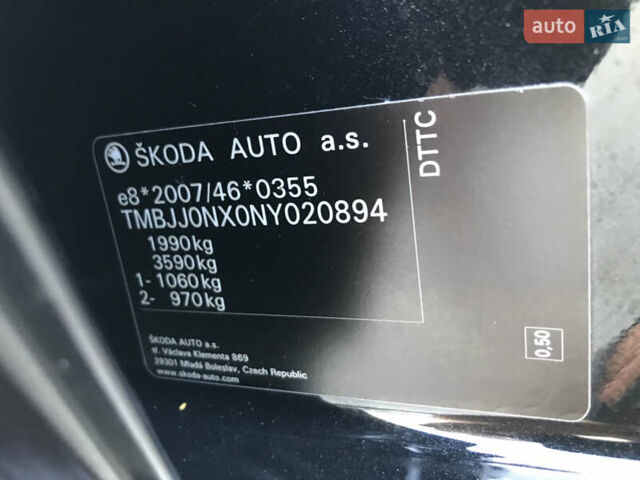 auto RIA .com
ŠKODA AUTO a.s.
DTTC
e8*2007/46*0355
TMBJJ0NX0NY020894
1990kg
3590kg
1- 1060kg
2- 970kg
ŠKODA AUTO a.s.
tř. Václava Klementa 869
29301 Mladá Boleslav, Czech Republic
www.skoda-auto.com
0,50